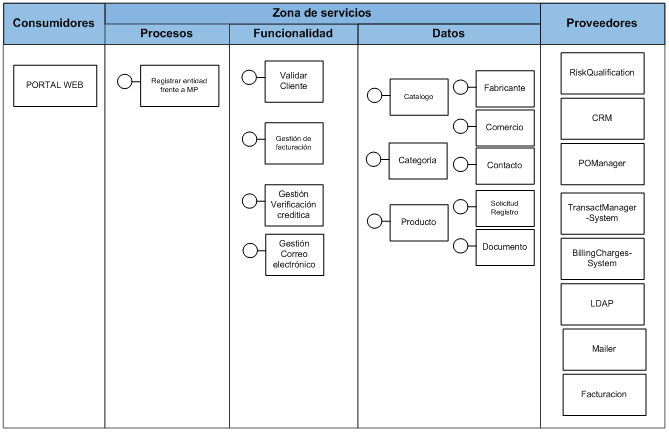 Consumidores
Zona de servicios
Proveedores
Procesos
Funcionalidad
Datos
PORTAL WEB
Registrar entidad
frente a MP
Validar
Cliente
Gestión de
facturación
Gestión
Verificación
creditica
Gestión
Correo
electrónico
Catalogo
Categoria
Producto
Fabricante
Comercio
Contacto
Solicitud
Registro
Documento
RiskQualification
CRM
POManager
TransactManager
-System
BillingCharges-
System
LDAP
Mailer
Facturacion